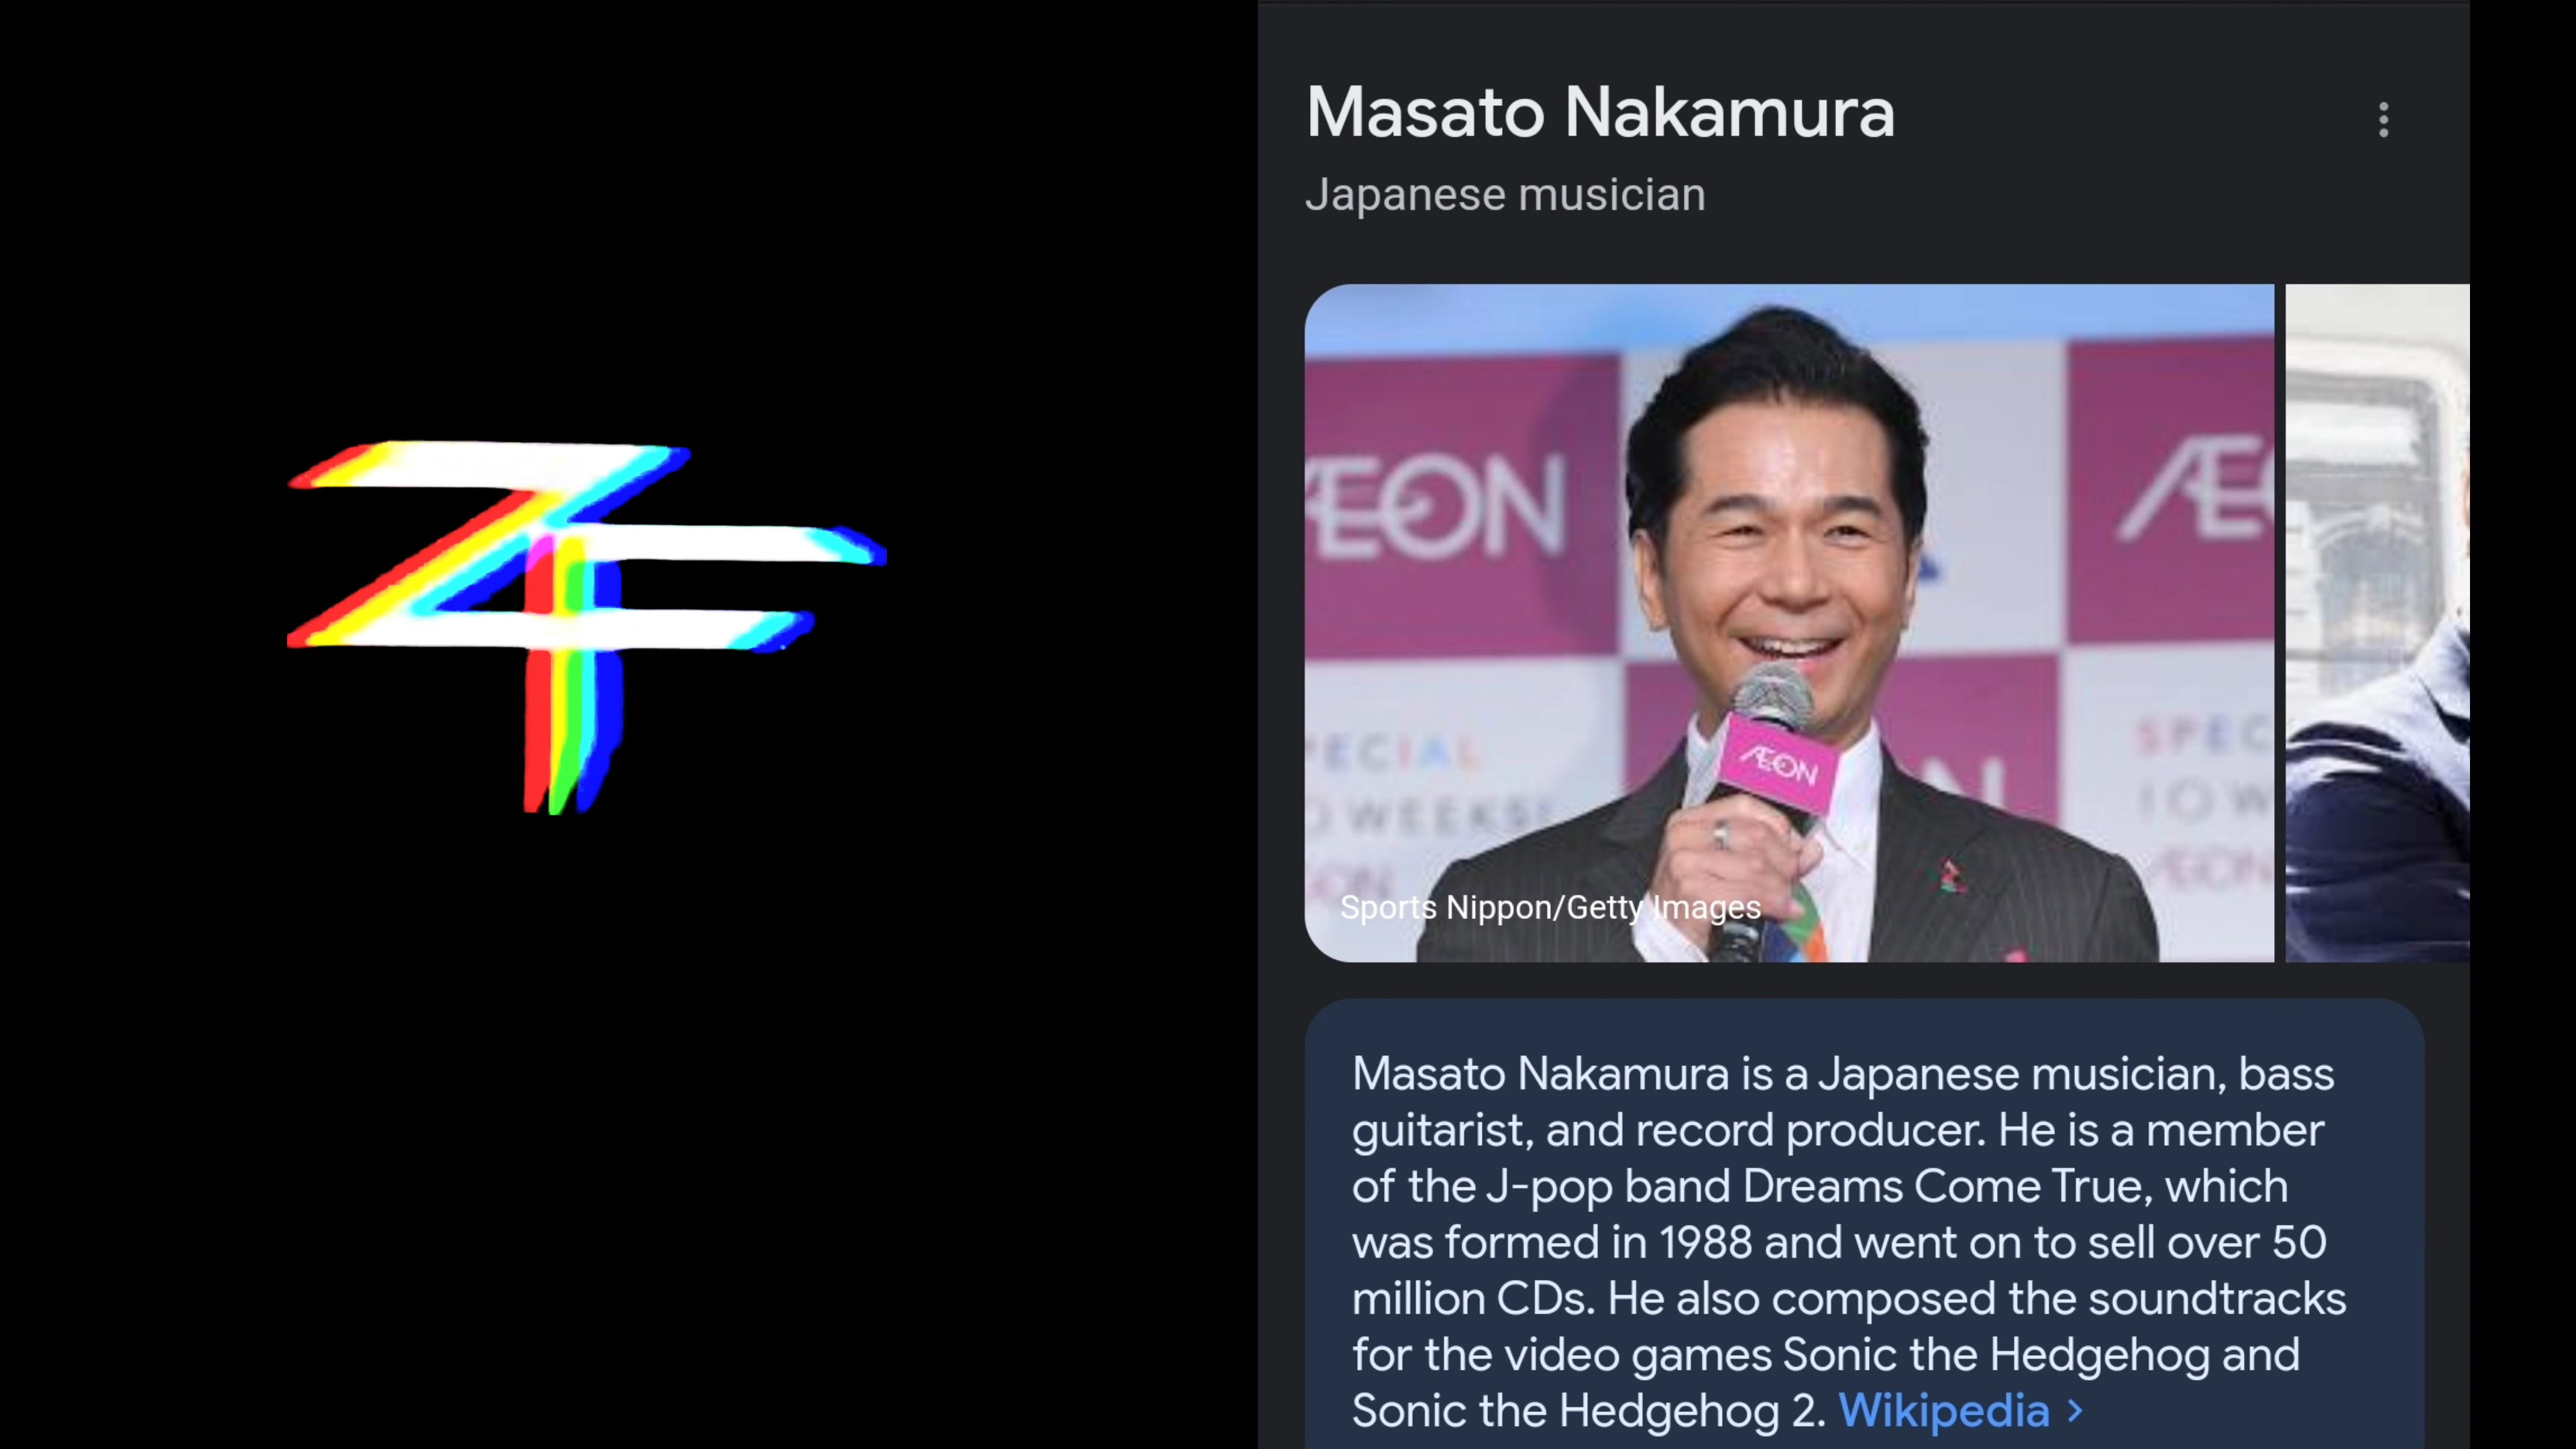 ZF
Masato Nakamura
Japanese musician
ÆON
ÆON
SPECIAL
WEEKS!
Sports Nippon/Getty Images
Masato Nakamura is a Japanese musician, bass
guitarist, and record producer. He is a member
of the J-pop band Dreams Come True, which
was formed in 1988 and went on to sell over 50
million CDs. He also composed the soundtracks
for the video games Sonic the Hedgehog and
Sonic the Hedgehog 2. Wikipedia >